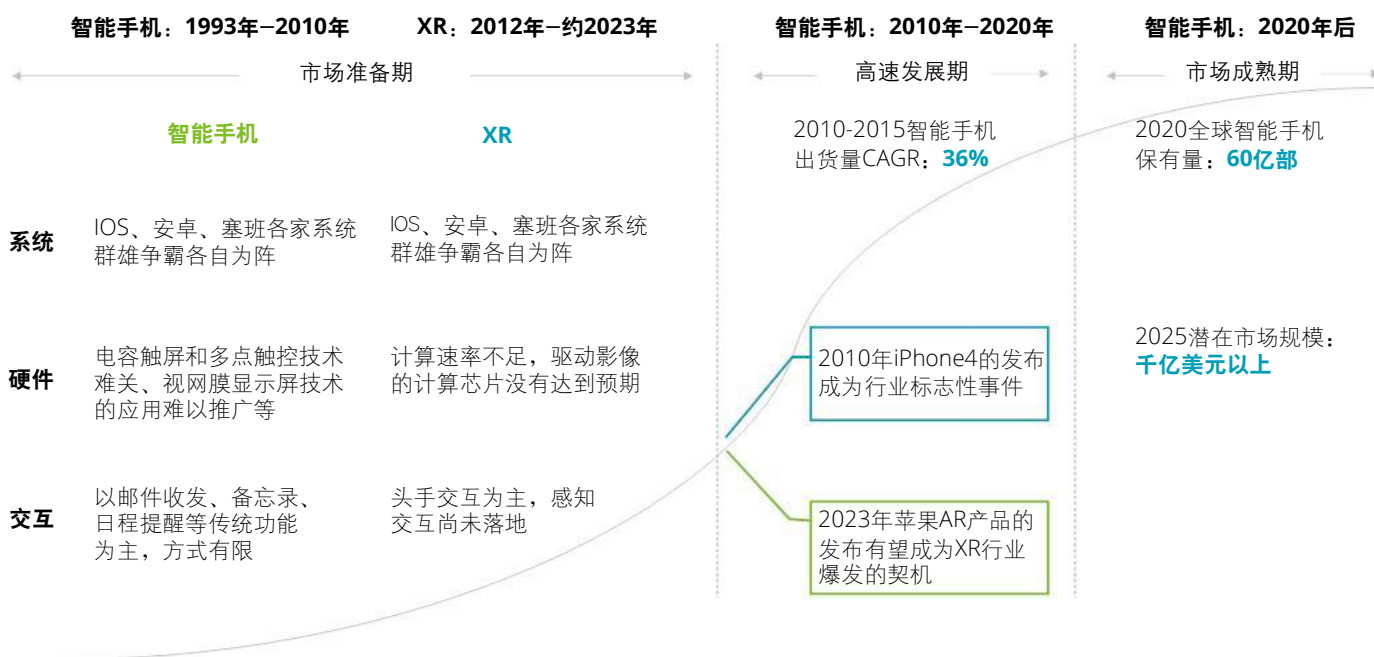 智能手机：1993年—2010年
XR：2012年—约2023年
智能手机：2010年—2020年
智能手机：2020年后
市场准备期
高速发展期
市场成熟期
智能手机
XR
2010-2015智能手机
出货量CAGR：36%
2020全球智能手机
保有量：60亿部
系统
IOS、安卓、塞班各家系统
群雄争霸各自为阵
IOS、安卓、塞班各家系统
群雄争霸各自为阵
硬件
电容触屏和多点触控技术
难关、视网膜显示屏技术
的应用难以推广等
计算速率不足，驱动影像
的计算芯片没有达到预期
2010年iPhone4的发布
成为行业标志性事件
2025潜在市场规模：
千亿美元以上
交互
以邮件收发、备忘录、
日程提醒等传统功能
为主，方式有限
头手交互为主，感知
交互尚未落地
2023年苹果AR产品的
发布有望成为XR行业
爆发的契机